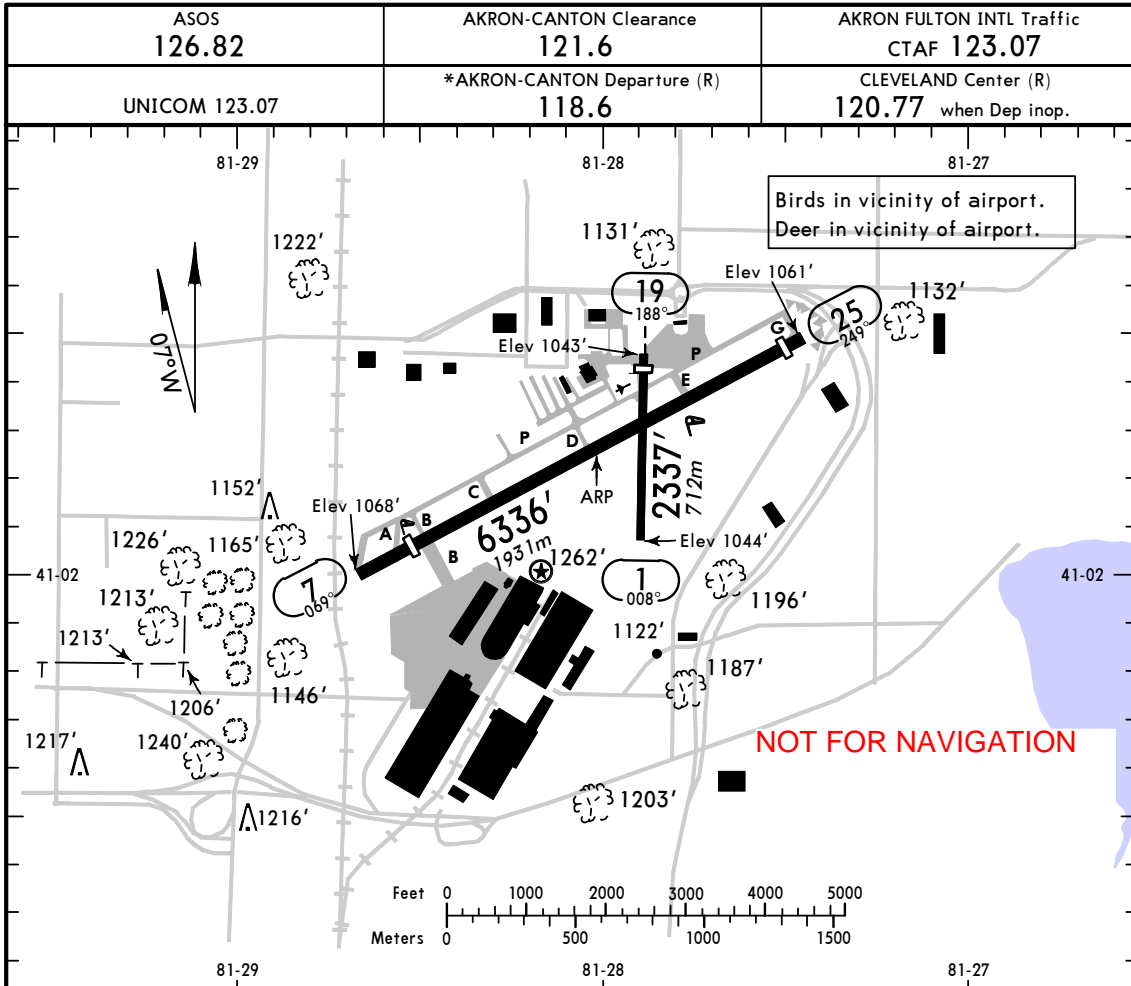 ASOS
126.82
AKRON-CANTON Clearance
121.6
AKRON FULTON INTL Traffic
CTAF 123.07
UNICOM 123.07
*AKRON-CANTON Departure (R)
118.6
CLEVELAND Center (R)
120.77 when Dep inop.
81-29
81-28
81-27
Birds in vicinity of airport.
Deer in vicinity of airport.
1222'
1131'
Elev 1061'
1132'
19
188°
25
249°
07°W
Elev 1043'
G
P
E
P
D
ARP
2337'
712m
C
1152'
Elev 1068'
A
B
B
6336'
1931m
1226'
1165'
Elev 1044'
1262'
41-02
41-02
7
069°
1
008°
1213'
1196'
1213'
1122'
1187'
1206'
1146'
NOT FOR NAVIGATION
1217'
1240'
1203'
1216'
Feet 0 1000 2000 3000 4000 5000
Meters 0 500 1000 1500
81-29
81-28
81-27